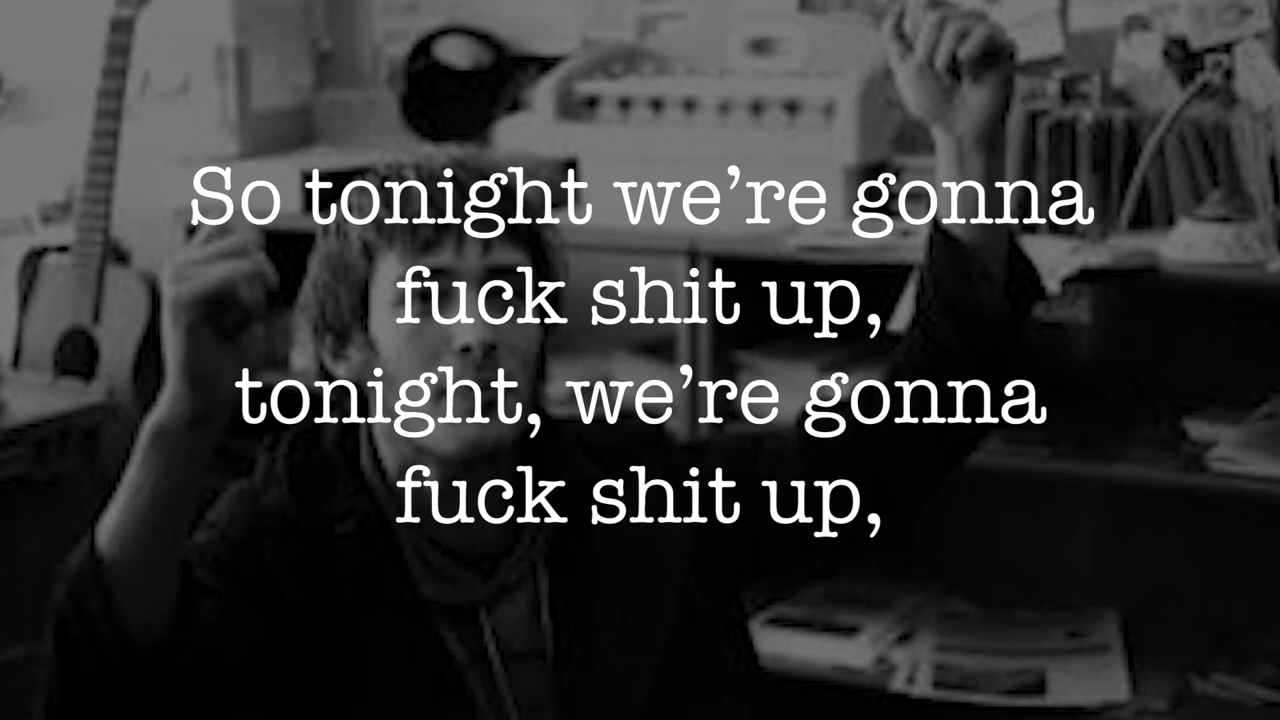 So tonight we’re gonna
fuck shit up,
tonight, we’re gonna
fuck shit up,